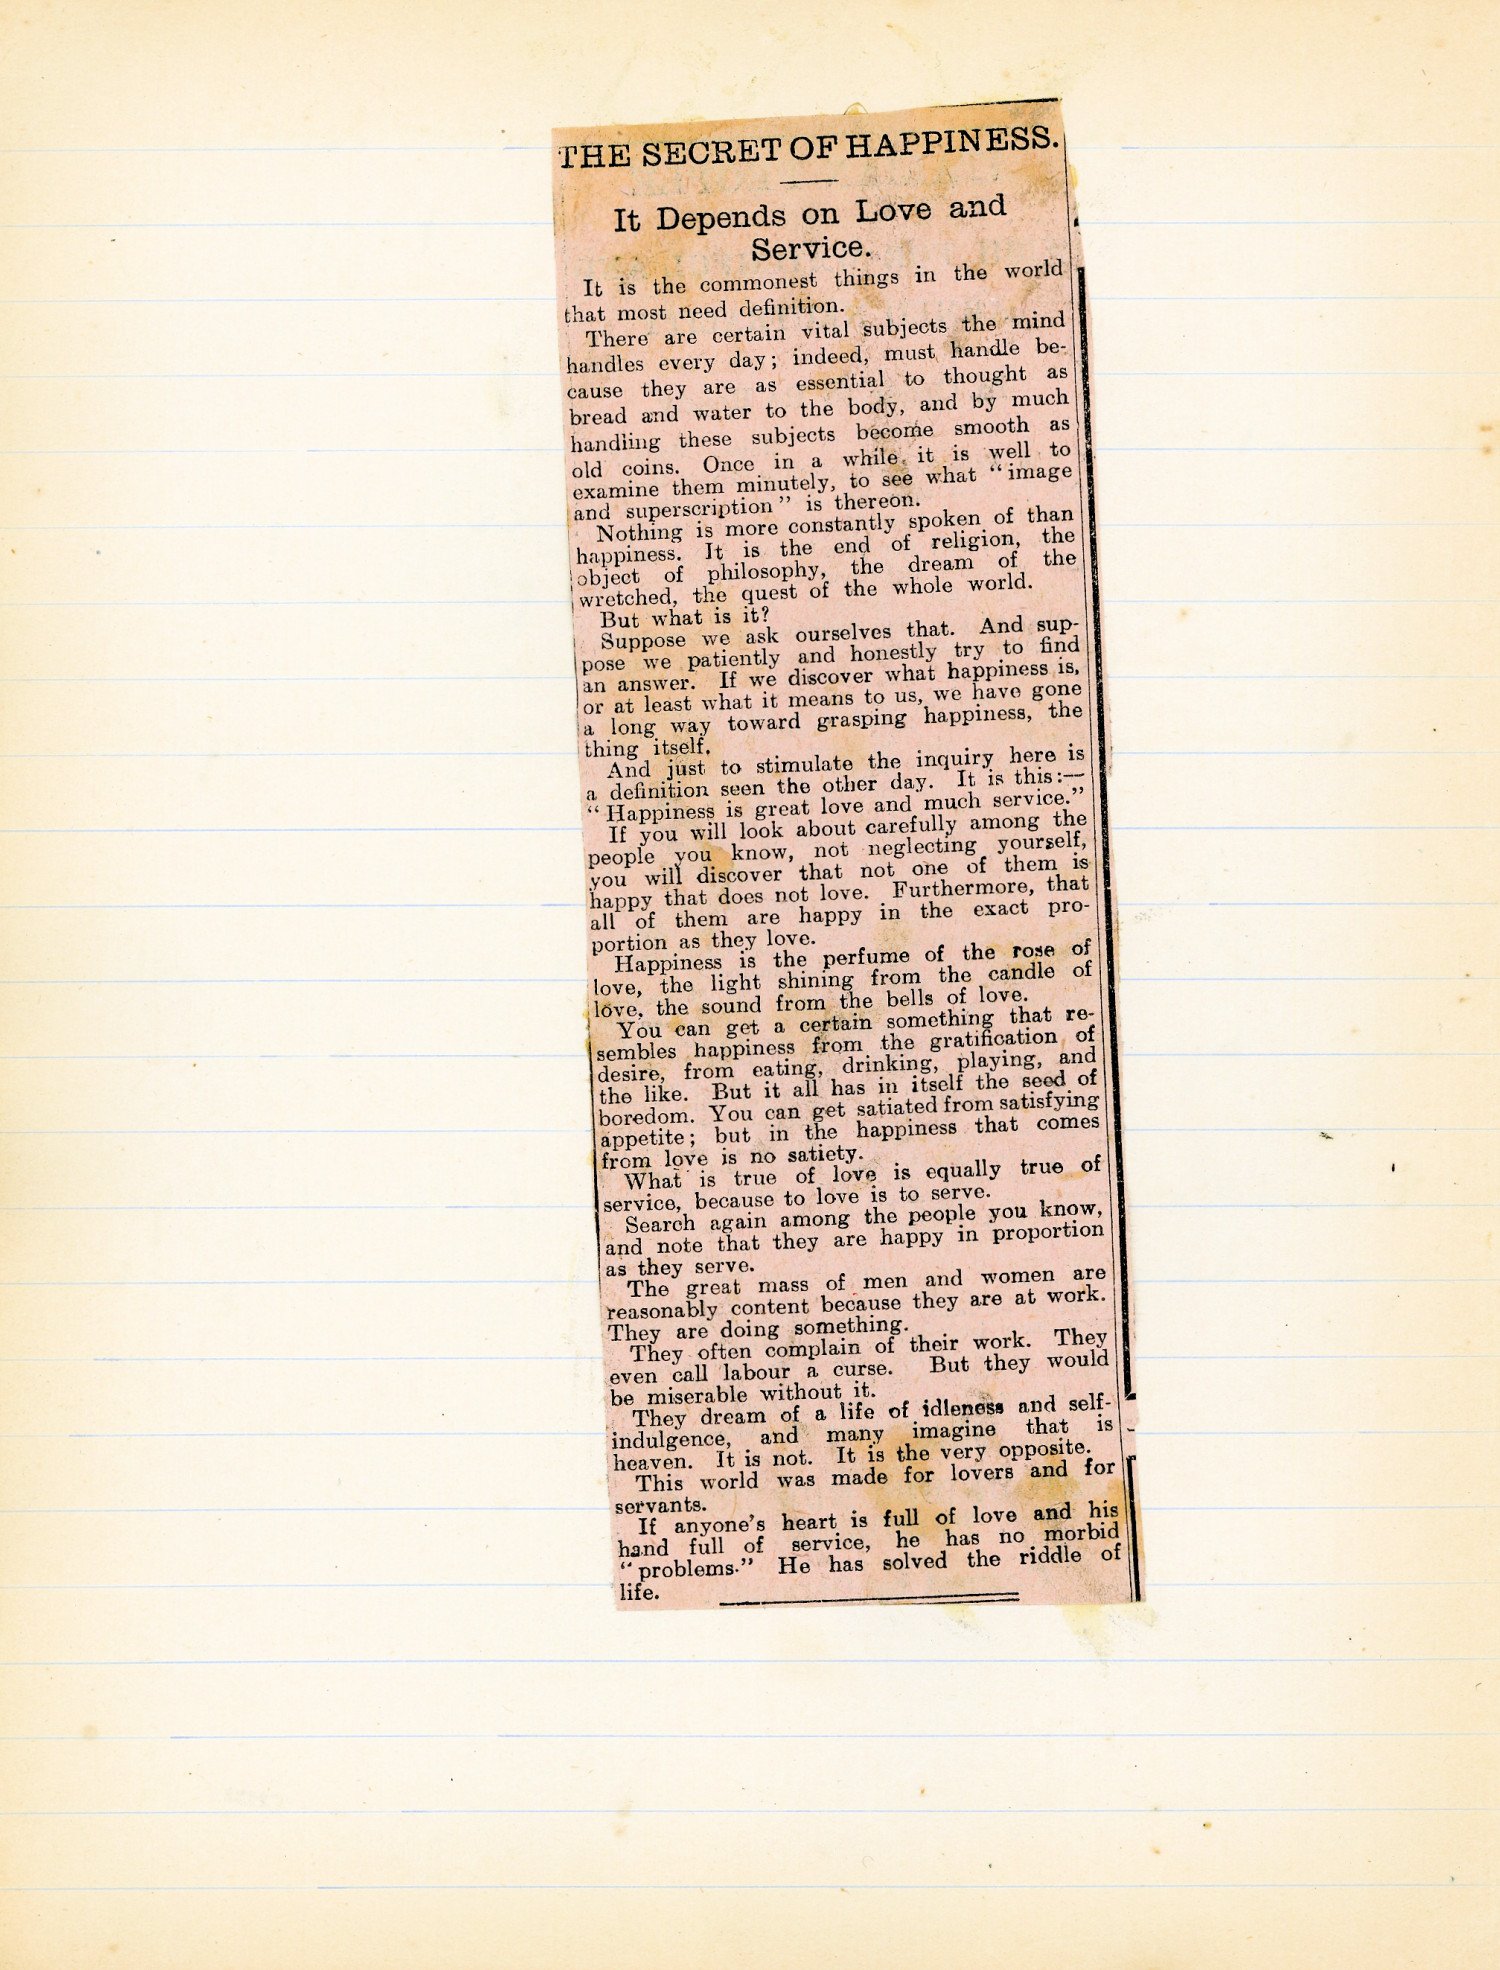 THE SECRET OF HAPPINESS.
It Depends on Love and
Service.
It is the commonest things in the world
that most need definition.
There are certain vital subjects the mind
handles every day; indeed, must handle be-
cause they are as essential to thought as
bread and water to the body, and by much
handling these subjects become smooth as
old coins. Once in a while it is well to
examine them minutely, to see what "image
and superscription" is thereon.
Nothing is more constantly spoken of than
happiness. It is the end of religion, the
object of philosophy, the dream of the
wretched, the quest of the whole world.
But what is it?
Suppose we ask ourselves that. And sup-
pose we patiently and honestly try to find
an answer. If we discover what happiness is,
or at least what it means to us, we have gone
a long way toward grasping happiness, the
thing itself.
And just to stimulate the inquiry here is
a definition seen the other day. It is this:—
"Happiness is great love and much service."
If you will look about carefully among the
people you know, not neglecting yourself,
you will discover that not one of them is
happy that does not love. Furthermore, that
all of them are happy in the exact pro-
portion as they love.
Happiness is the perfume of the rose of
love, the light shining from the candle of
love, the sound from the bells of love.
You can get a certain something that re-
sembles happiness from the gratification of
desire, from eating, drinking, playing, and
the like. But it all has in itself the seed of
boredom. You can get satiated from satisfying
appetite; but in the happiness that comes
from love is no satiety.
What is true of love is equally true of
service, because to love is to serve.
Search again among the people you know,
and note that they are happy in proportion
as they serve.
The great mass of men and women are
reasonably content because they are at work.
They are doing something.
They often complain of their work. They
even call labour a curse. But they would
be miserable without it.
They dream of a life of idleness and self-
indulgence, and many imagine that is
heaven. It is not. It is the very opposite.
This world was made for lovers and for
servants.
If anyone's heart is full of love and his
hand full of service, he has no morbid
"problems." He has solved the riddle of
life.